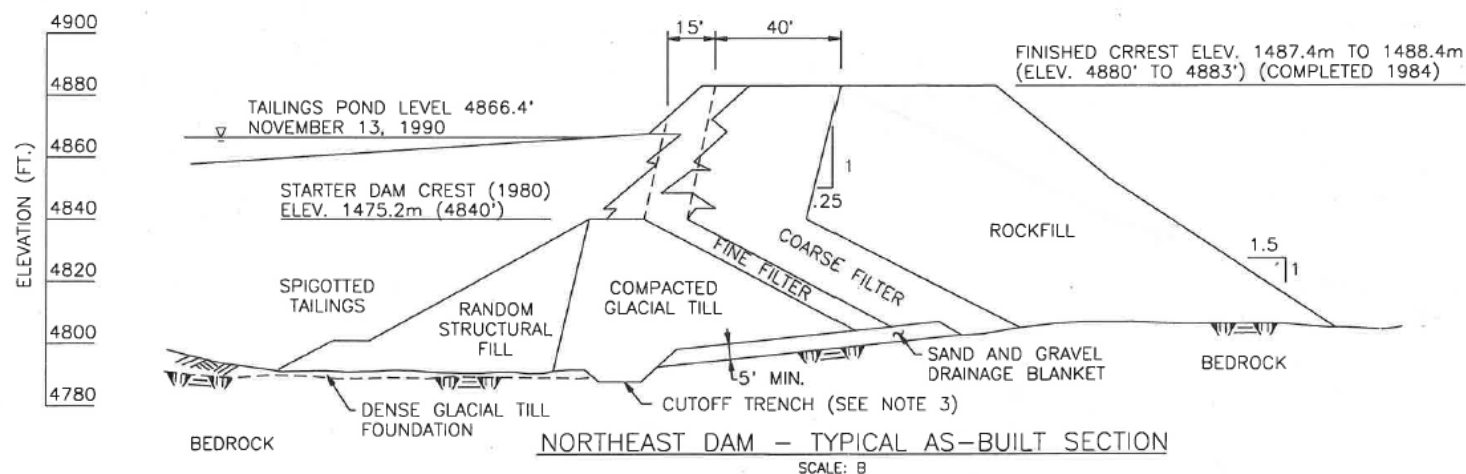 4900
4880
4860
4840
4820
4800
4780
ELEVATION (FT.)
15'
40'
FINISHED CRREST ELEV. 1487.4m TO 1488.4m
(ELEV. 4880' TO 4883') (COMPLETED 1984)
TAILINGS POND LEVEL 4866.4'
NOVEMBER 13, 1990
STARTER DAM CREST (1980)
ELEV. 1475.2m (4840')
1
.25
ROCKFILL
1.5
1
COARSE FILTER
FINE FILTER
SPIGOTTED
TAILINGS
RANDOM
STRUCTURAL
FILL
COMPACTED
GLACIAL TILL
SAND AND GRAVEL
DRAINAGE BLANKET
BEDROCK
5' MIN.
CUTOFF TRENCH (SEE NOTE 3)
DENSE GLACIAL TILL
FOUNDATION
BEDROCK
NORTHEAST DAM – TYPICAL AS–BUILT SECTION
SCALE: B